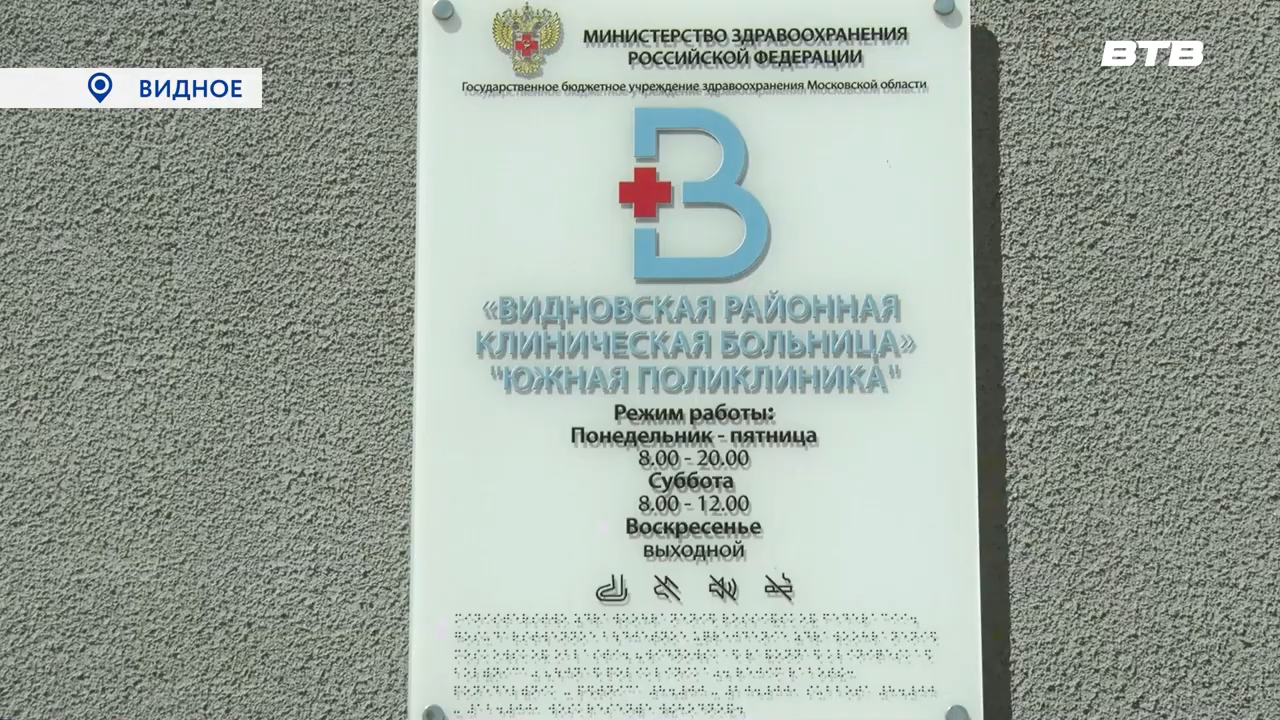 ВТВ
ВИДНОЕ
МИНИСТЕРСТВО ЗДРАВООХРАНЕНИЯ
РОССИЙСКОЙ ФЕДЕРАЦИИ
Государственное бюджетное учреждение здравоохранения Московской области
В
«ВИДНОВСКАЯ РАЙОННАЯ
КЛИНИЧЕСКАЯ БОЛЬНИЦА»
"ЮЖНАЯ ПОЛИКЛИНИКА"
Режим работы:
Понедельник - пятница
8.00 - 20.00
Суббота
8.00 - 12.00
Воскресенье
выходной